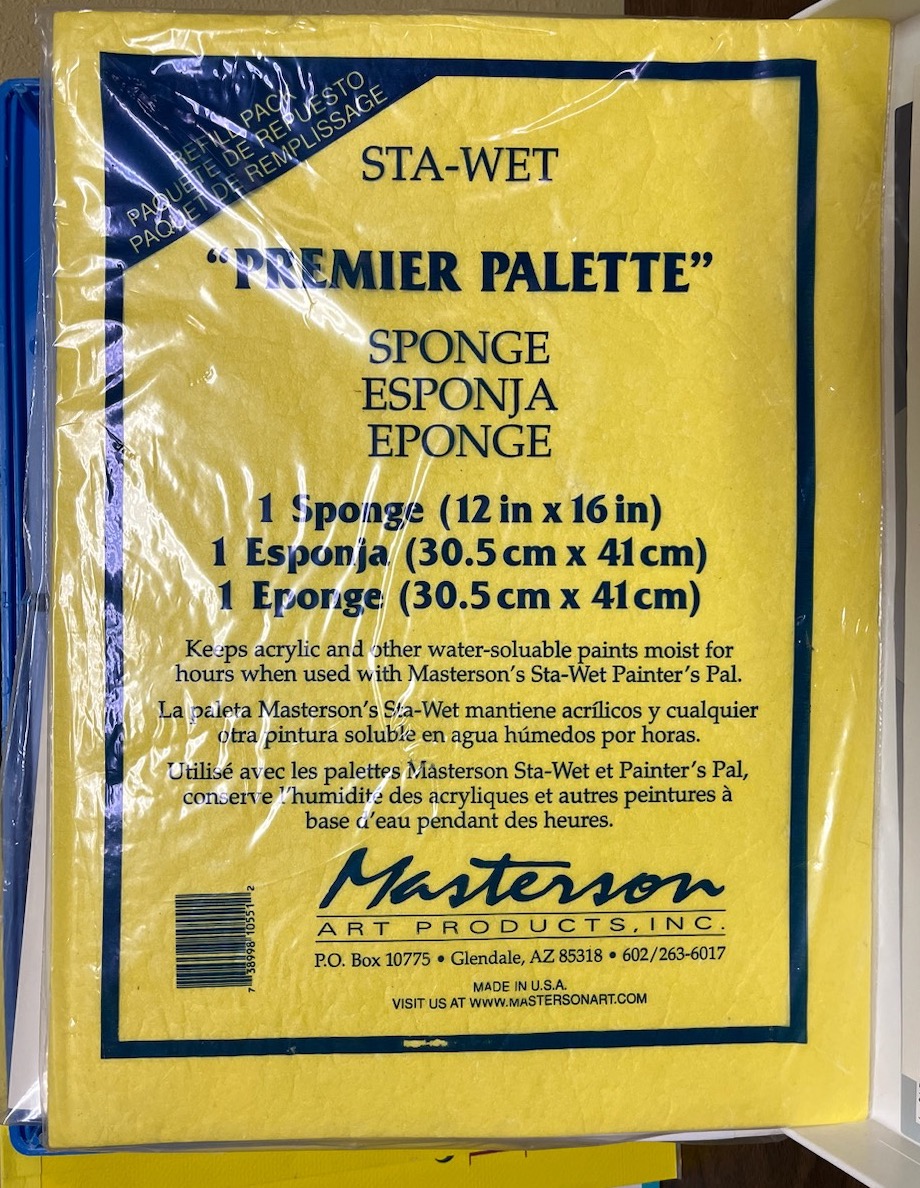 REFILL PACK
PAQUETE DE REPUESTO
PAQUET DE REMPLISSAGE
STA-WET
“PREMIER PALETTE”
SPONGE
ESPONJA
EPONGE
1 Sponge (12 in x 16 in)
1 Esponja (30.5 cm x 41 cm)
1 Eponge (30.5 cm x 41 cm)
Keeps acrylic and other water-soluable paints moist for
hours when used with Masterson’s Sta-Wet Painter’s Pal.
La paleta Masterson’s Sta-Wet mantiene acrílicos y cualquier
otra pintura soluble en agua húmedos por horas.
Utilisé avec les palettes Masterson Sta-Wet et Painter’s Pal,
conserve l’humidité des acryliques et autres peintures à
base d’eau pendant des heures.
Masterson
ART PRODUCTS, INC.
7 38998 10551 2
P.O. Box 10775 • Glendale, AZ 85318 • 602/263-6017
MADE IN U.S.A.
VISIT US AT WWW.MASTERSONART.COM